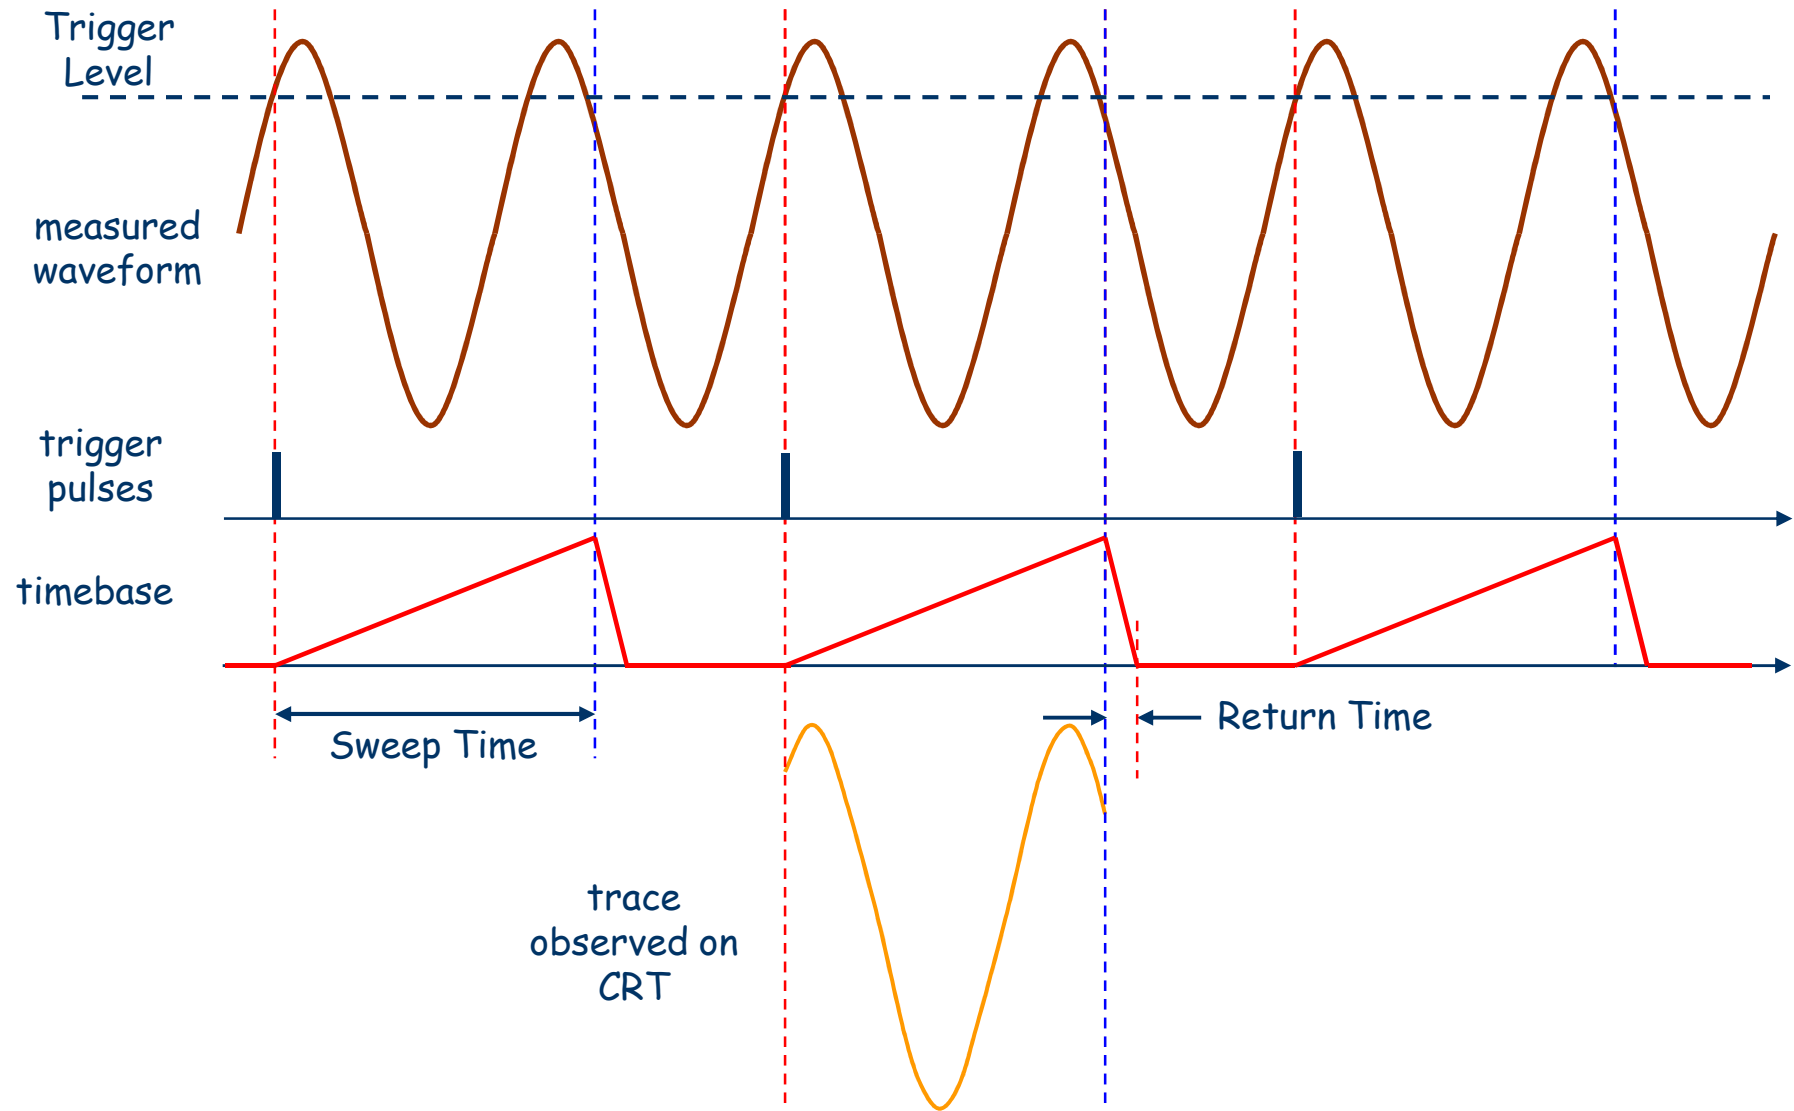 Trigger
Level
measured
waveform
trigger
pulses
timebase
Sweep Time
Return Time
trace
observed on
CRT